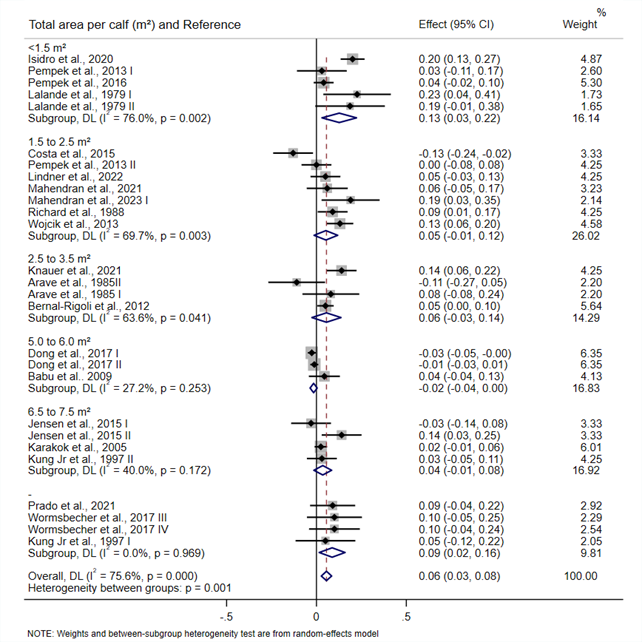 %
Total area per calf (m²) and Reference Effect (95% CI) Weight
<1.5 m²
Isidro et al., 2020 0.20 (0.13, 0.27) 4.87
Pempek et al., 2013 I 0.03 (-0.11, 0.17) 2.60
Pempek et al., 2016 0.04 (-0.02, 0.10) 5.30
Lalande et al., 1979 I 0.23 (0.04, 0.41) 1.73
Lalande et al., 1979 II 0.19 (-0.01, 0.38) 1.65
Subgroup, DL (I² = 76.0%, p = 0.002) 0.13 (0.03, 0.22) 16.14
1.5 to 2.5 m²
Costa et al., 2015 -0.13 (-0.24, -0.02) 3.33
Pempek et al., 2013 II 0.00 (-0.08, 0.08) 4.25
Lindner et al., 2022 0.05 (-0.03, 0.13) 4.25
Mahendran et al., 2021 0.06 (-0.05, 0.17) 3.23
Mahendran et al., 2023 I 0.19 (0.03, 0.35) 2.14
Richard et al., 1988 0.09 (0.01, 0.17) 4.25
Wojcik et al., 2013 0.13 (0.06, 0.20) 4.58
Subgroup, DL (I² = 69.7%, p = 0.003) 0.05 (-0.01, 0.12) 26.02
2.5 to 3.5 m²
Knauer et al., 2021 0.14 (0.06, 0.22) 4.25
Arave et al., 1985II -0.11 (-0.27, 0.05) 2.20
Arave et al., 1985 I 0.08 (-0.08, 0.24) 2.20
Bernal-Rigoli et al., 2012 0.05 (0.00, 0.10) 5.64
Subgroup, DL (I² = 63.6%, p = 0.041) 0.06 (-0.03, 0.14) 14.29
5.0 to 6.0 m²
Dong et al., 2017 I -0.03 (-0.05, -0.00) 6.35
Dong et al., 2017 II -0.01 (-0.03, 0.01) 6.35
Babu et al., 2009 0.04 (-0.04, 0.13) 4.13
Subgroup, DL (I² = 27.2%, p = 0.253) -0.02 (-0.04, 0.00) 16.83
6.5 to 7.5 m²
Jensen et al., 2015 I -0.03 (-0.14, 0.08) 3.33
Jensen et al., 2015 II 0.14 (0.03, 0.25) 3.33
Karakok et al., 2005 0.02 (-0.01, 0.06) 6.01
Kung Jr et al., 1997 II 0.03 (-0.05, 0.11) 4.25
Subgroup, DL (I² = 40.0%, p = 0.172) 0.04 (-0.01, 0.08) 16.92
-
Prado et al., 2021 0.09 (-0.04, 0.22) 2.92
Wormsbecher et al., 2017 III 0.10 (-0.05, 0.25) 2.29
Wormsbecher et al., 2017 IV 0.10 (-0.04, 0.24) 2.54
Kung Jr et al., 1997 I 0.05 (-0.12, 0.22) 2.05
Subgroup, DL (I² = 0.0%, p = 0.969) 0.09 (0.02, 0.16) 9.81
Overall, DL (I² = 75.6%, p = 0.000) 0.06 (0.03, 0.08) 100.00
Heterogeneity between groups: p = 0.001
-.5 0 .5
NOTE: Weights and between-subgroup heterogeneity test are from random-effects model